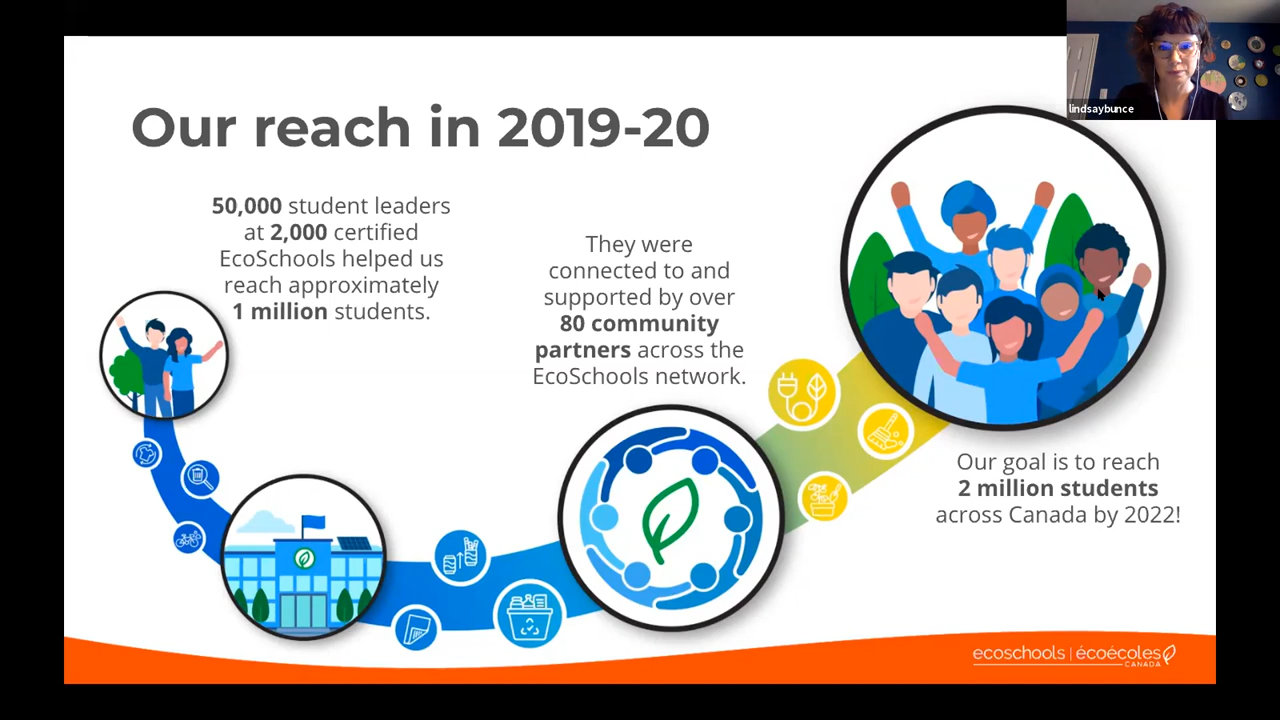 lindsaybunce
Our reach in 2019-20
50,000 student leaders
at 2,000 certified
EcoSchools helped us
reach approximately
1 million students.
They were
connected to and
supported by over
80 community
partners across the
EcoSchools network.
Our goal is to reach
2 million students
across Canada by 2022!
ecoschools | écoécoles
CANADA